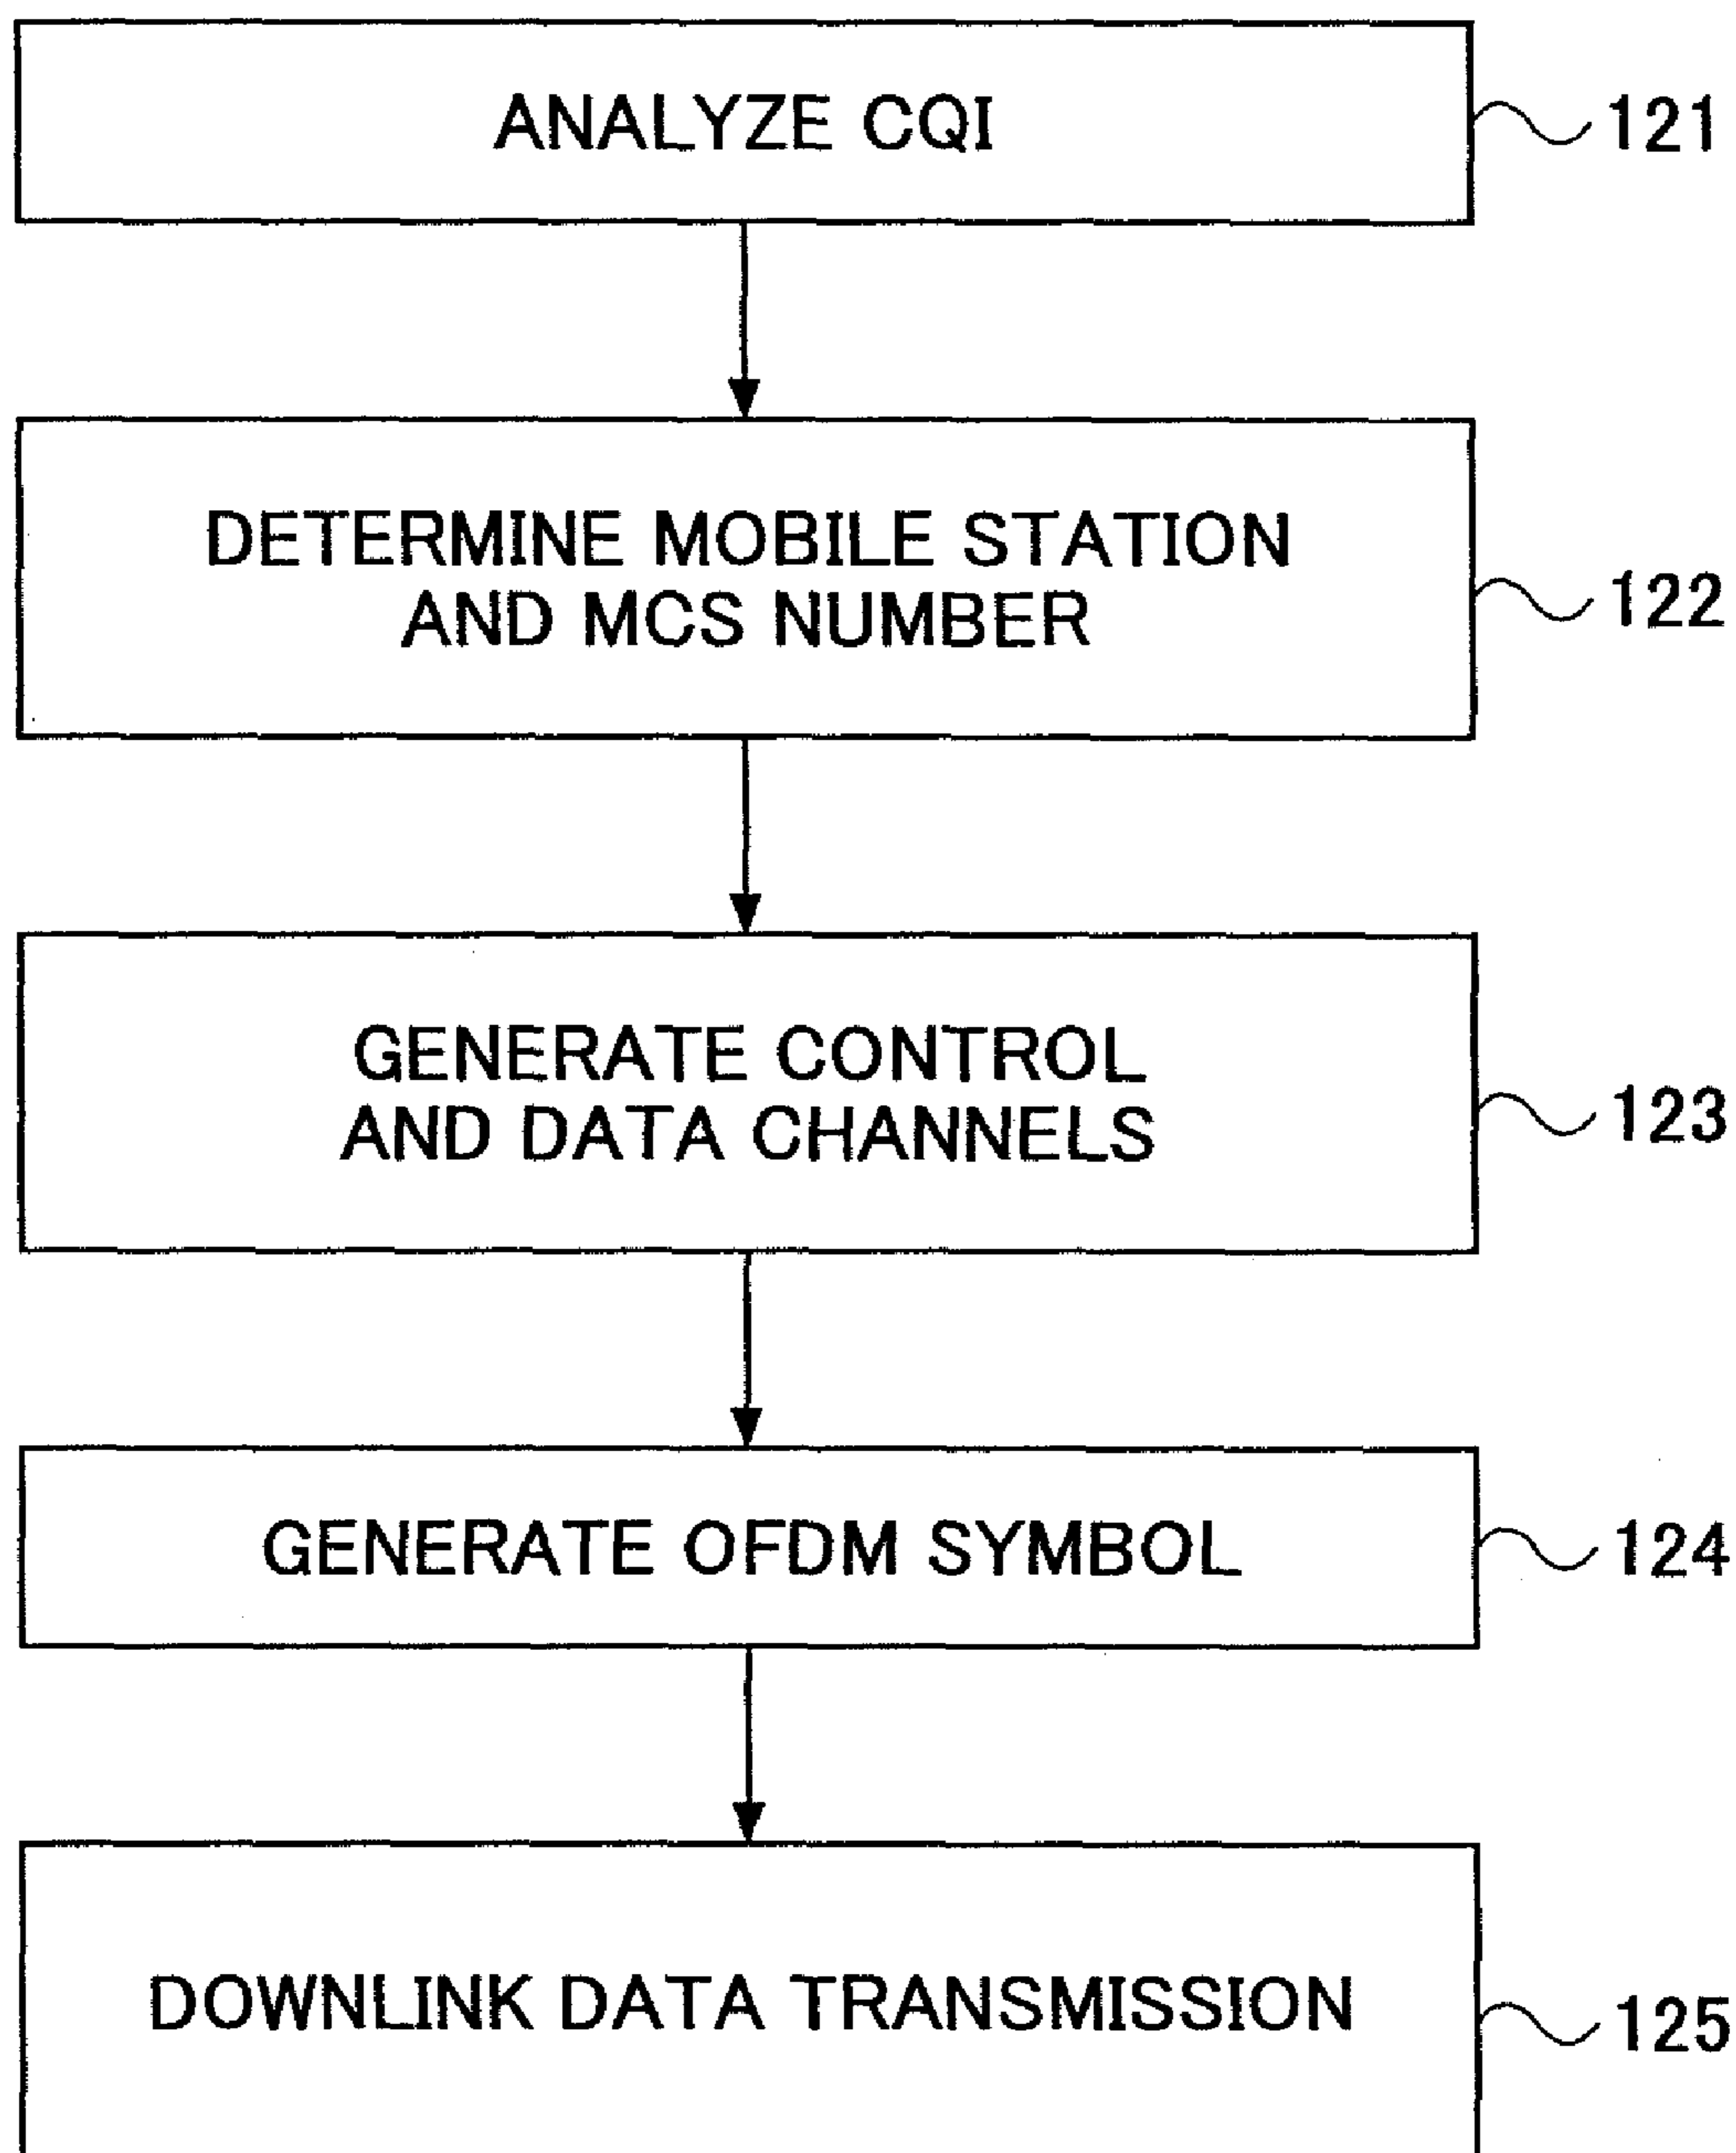 ANALYZE CQI
121
DETERMINE MOBILE STATION
AND MCS NUMBER
122
GENERATE CONTROL
AND DATA CHANNELS
123
GENERATE OFDM SYMBOL
124
DOWNLINK DATA TRANSMISSION
125